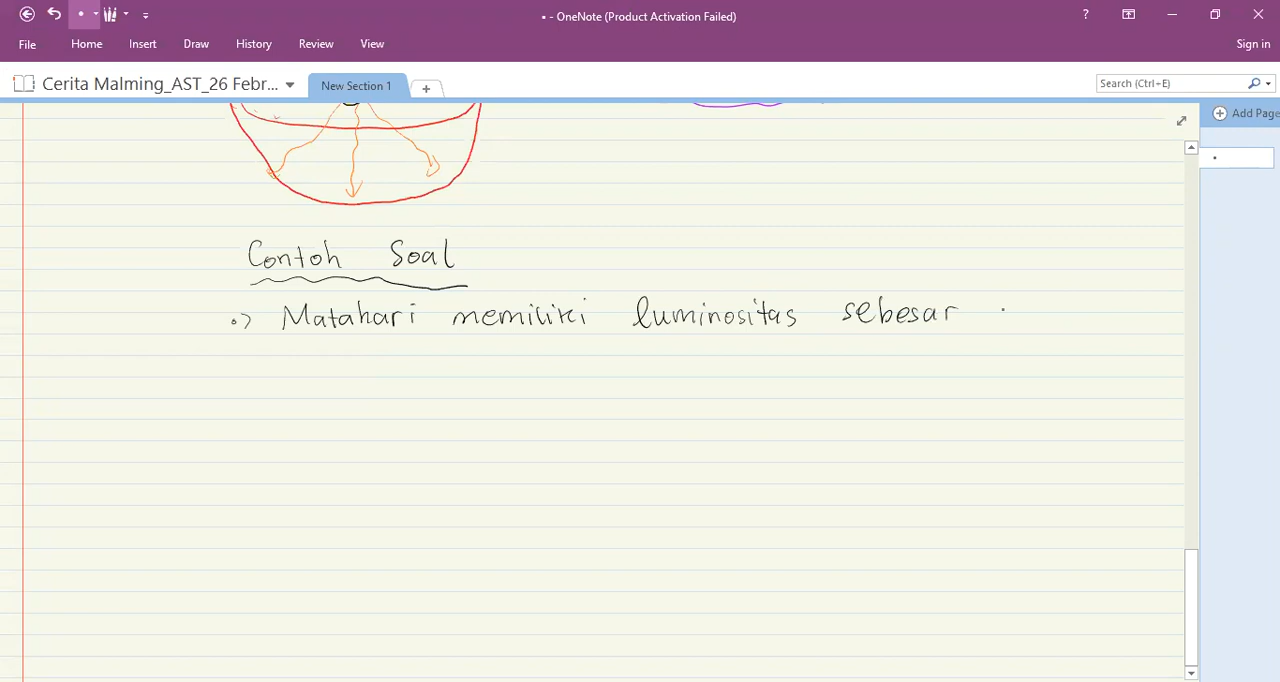 • - OneNote (Product Activation Failed)
?
File Home Insert Draw History Review View Sign in
Cerita Malming_AST_26 Febr... New Section 1 + Search (Ctrl+E)
Add Page
Contoh Soal
•> Matahari memiliki luminositas sebesar